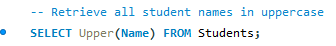 -- Retrieve all student names in uppercase
SELECT Upper(Name) FROM Students;